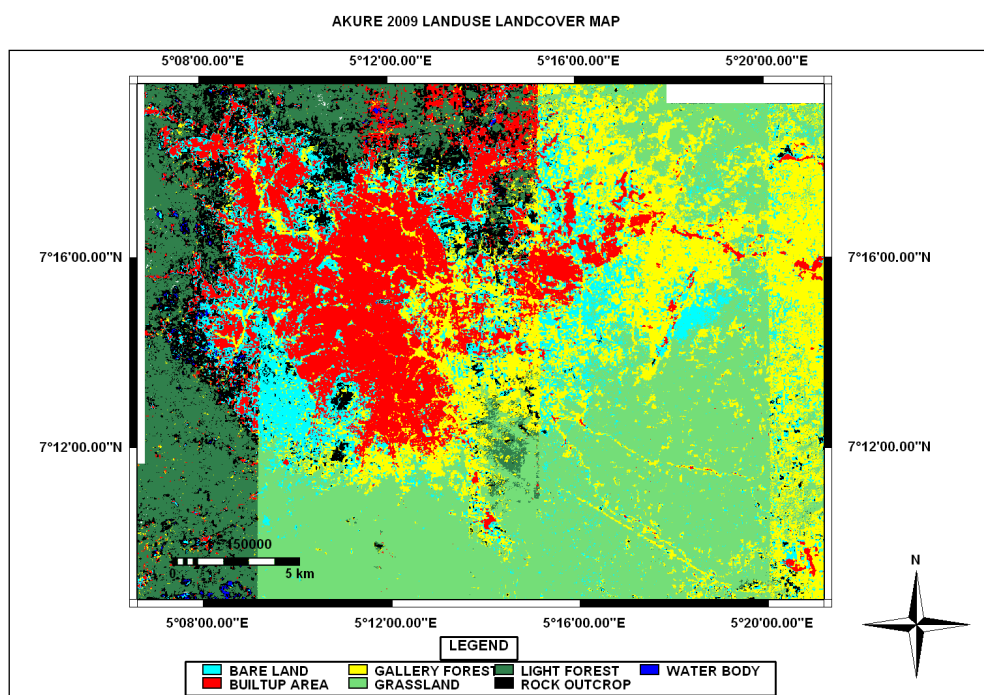 AKURE 2009 LANDUSE LANDCOVER MAP
5°08'00.00"E 5°12'00.00"E 5°16'00.00"E 5°20'00.00"E
7°16'00.00"N 7°16'00.00"N
7°12'00.00"N 7°12'00.00"N
150000
0 5 km
5°08'00.00"E 5°12'00.00"E 5°16'00.00"E 5°20'00.00"E
N
LEGEND
BARE LAND GALLERY FOREST LIGHT FOREST WATER BODY
BUILTUP AREA GRASSLAND ROCK OUTCROP